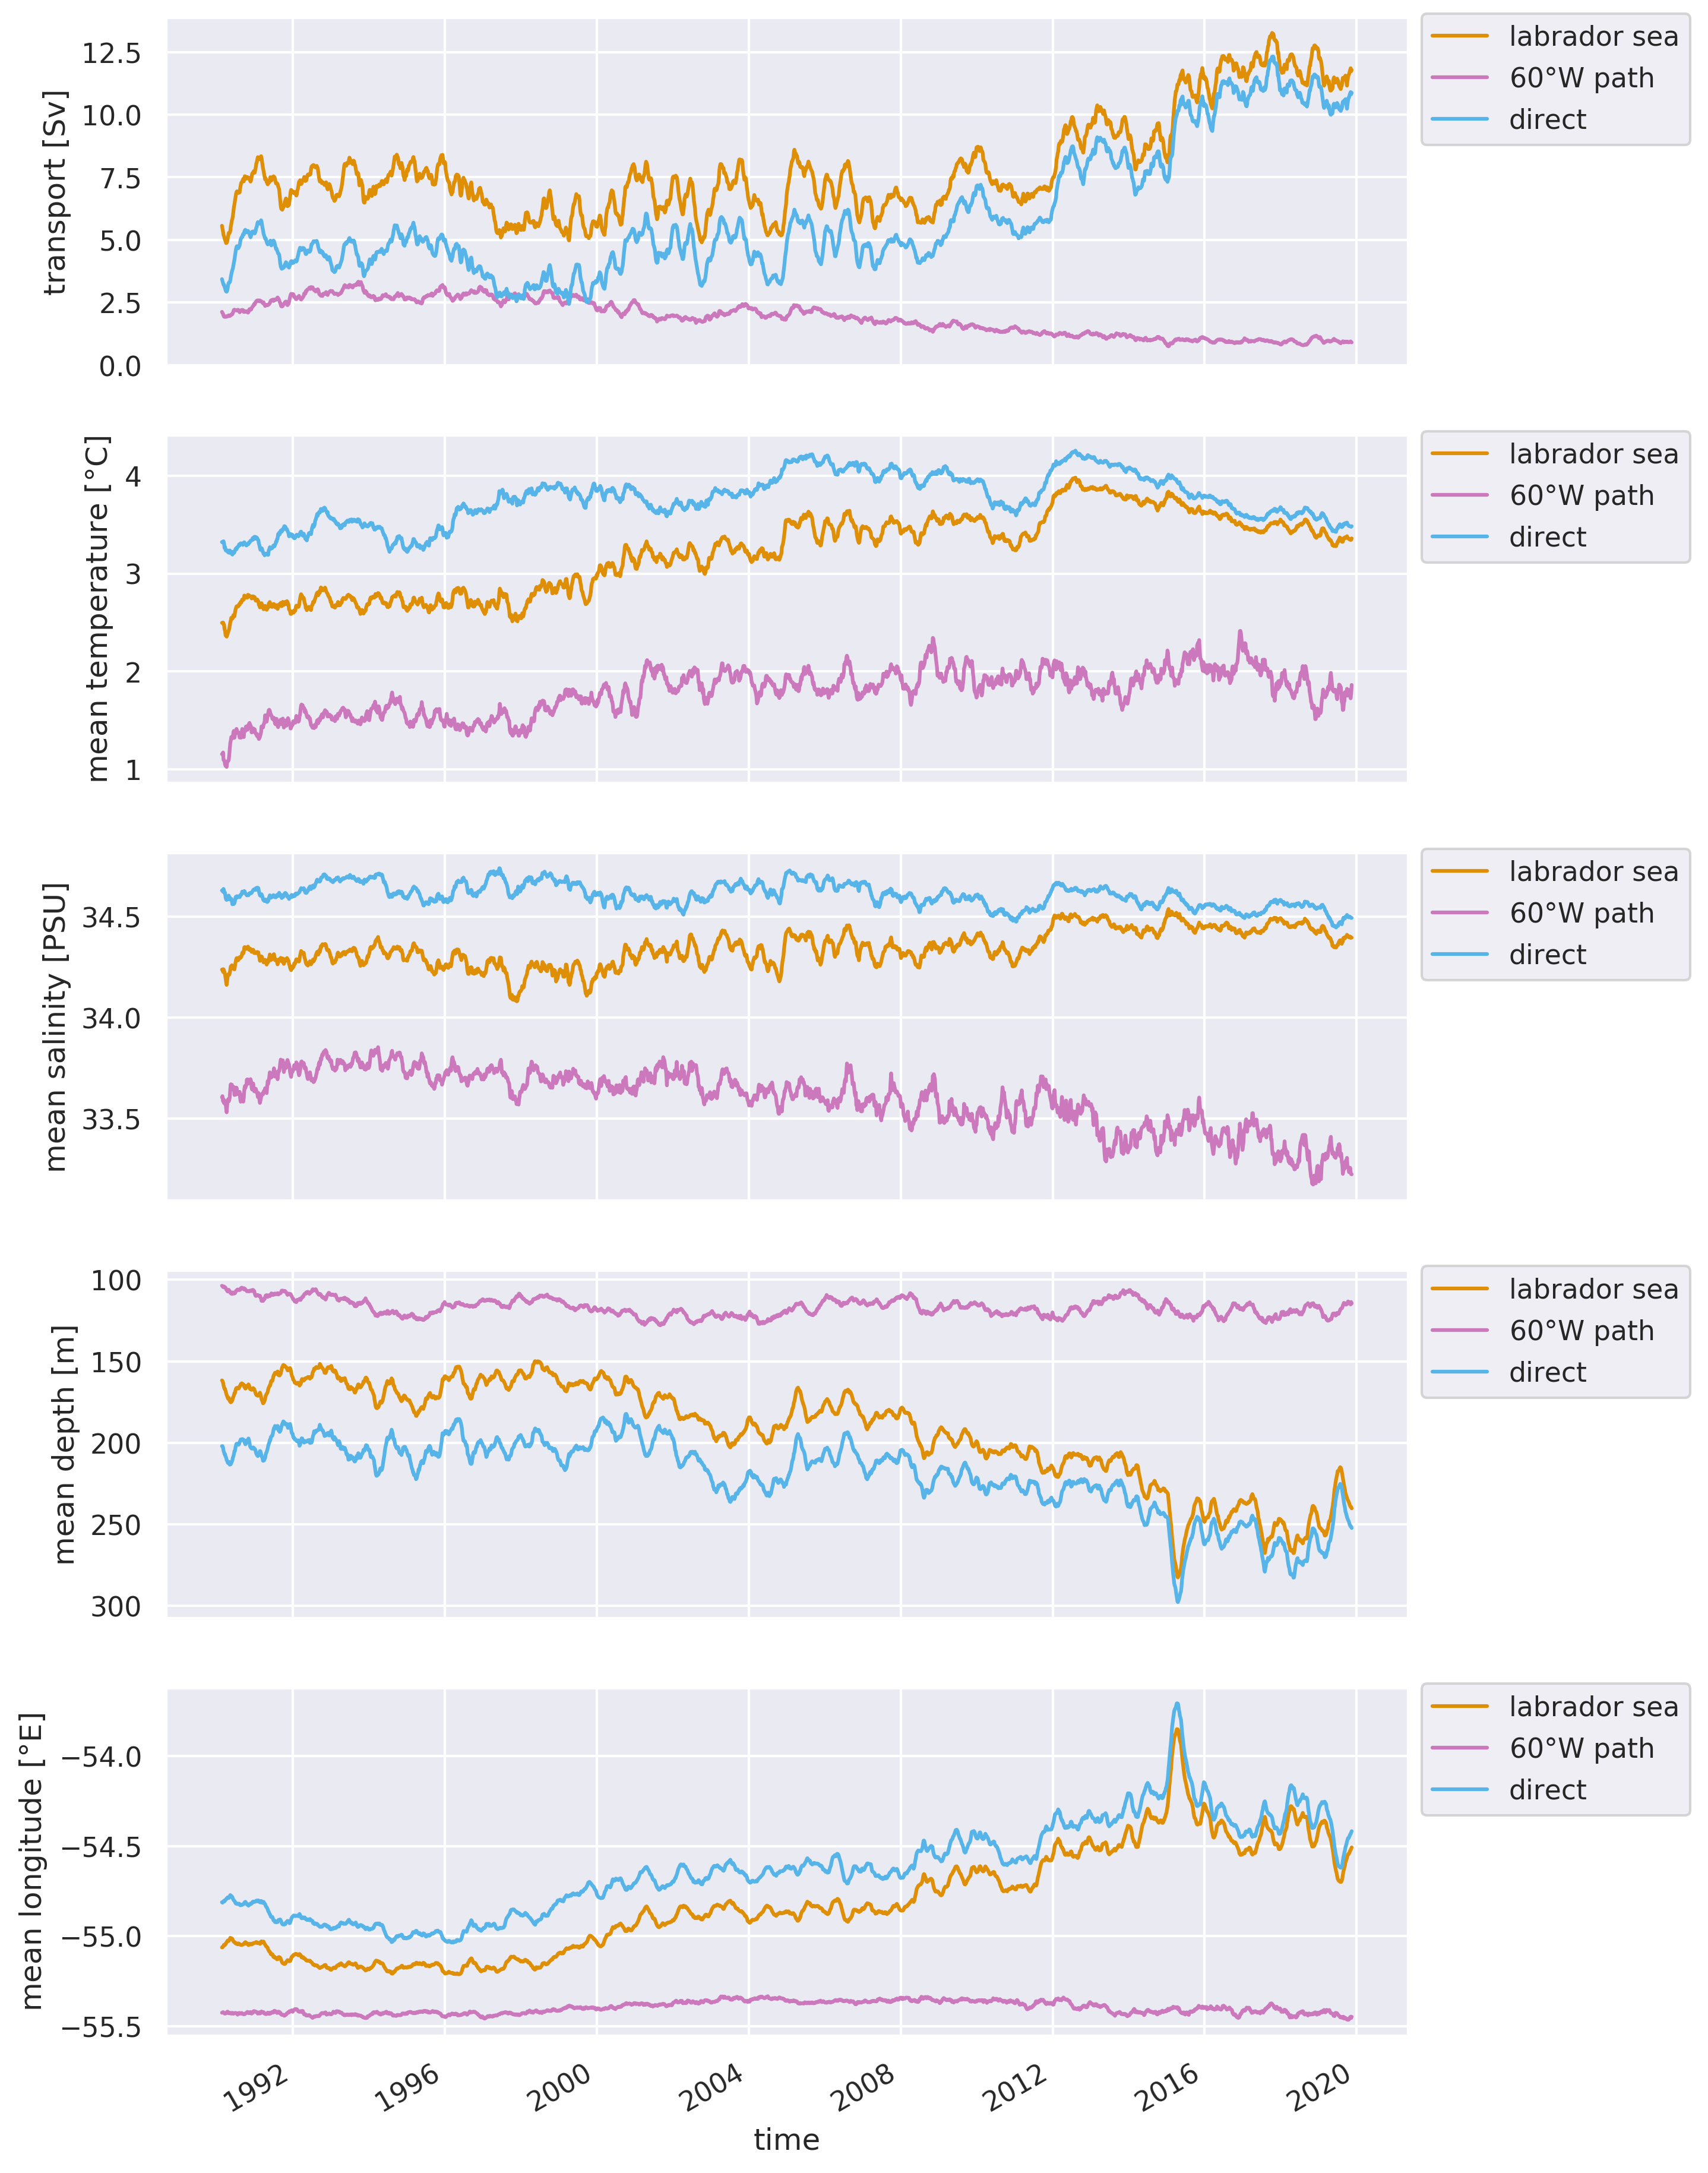 transport [Sv]
12.5
10.0
7.5
5.0
2.5
0.0
labrador sea
60°W path
direct
mean temperature [°C]
4
3
2
1
labrador sea
60°W path
direct
mean salinity [PSU]
34.5
34.0
33.5
labrador sea
60°W path
direct
mean depth [m]
100
150
200
250
300
labrador sea
60°W path
direct
mean longitude [°E]
−54.0
−54.5
−55.0
−55.5
labrador sea
60°W path
direct
1992 1996 2000 2004 2008 2012 2016 2020
time